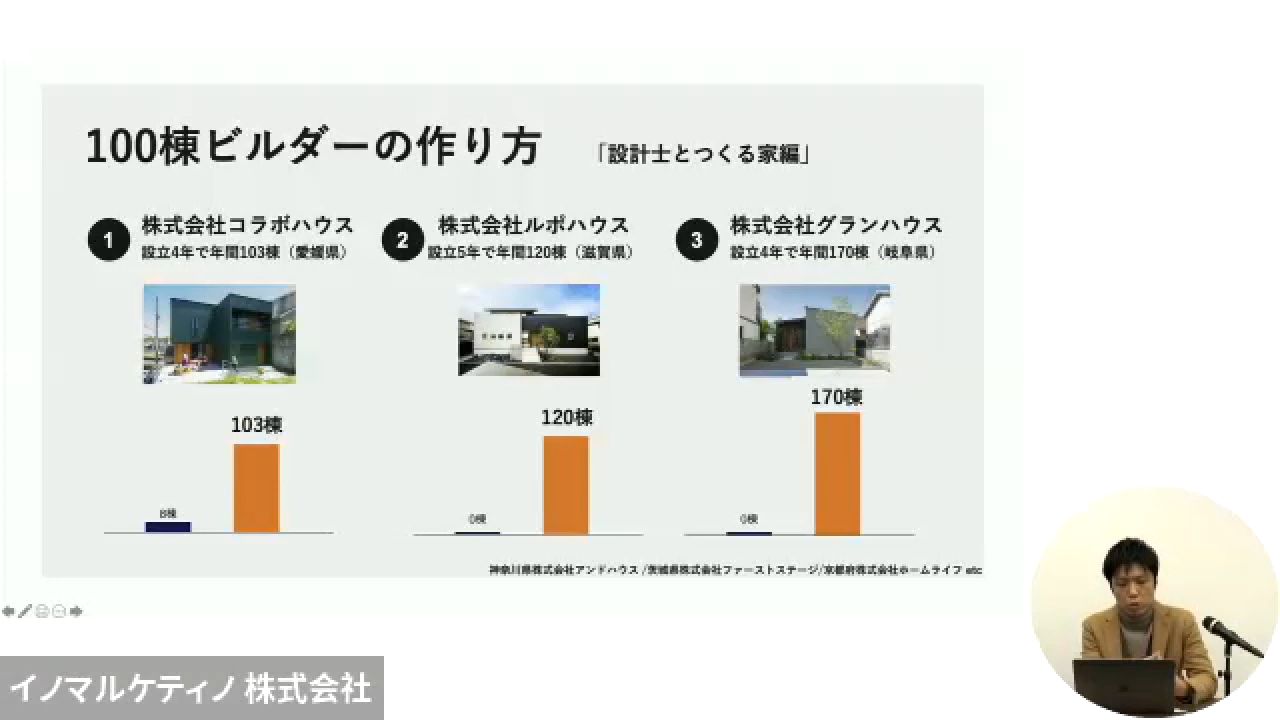 100棟ビルダーの作り方 「設計士とつくる家編」
1 株式会社コラボハウス
設立4年で年間103棟（愛媛県）
2 株式会社ルポハウス
設立5年で年間120棟（滋賀県）
3 株式会社グランハウス
設立4年で年間170棟（岐阜県）
8棟
103棟
0棟
120棟
0棟
170棟
神奈川県株式会社アンドハウス /茨城県株式会社ファーストステージ/京都府株式会社ホームライフ etc
イノマルケティノ 株式会社